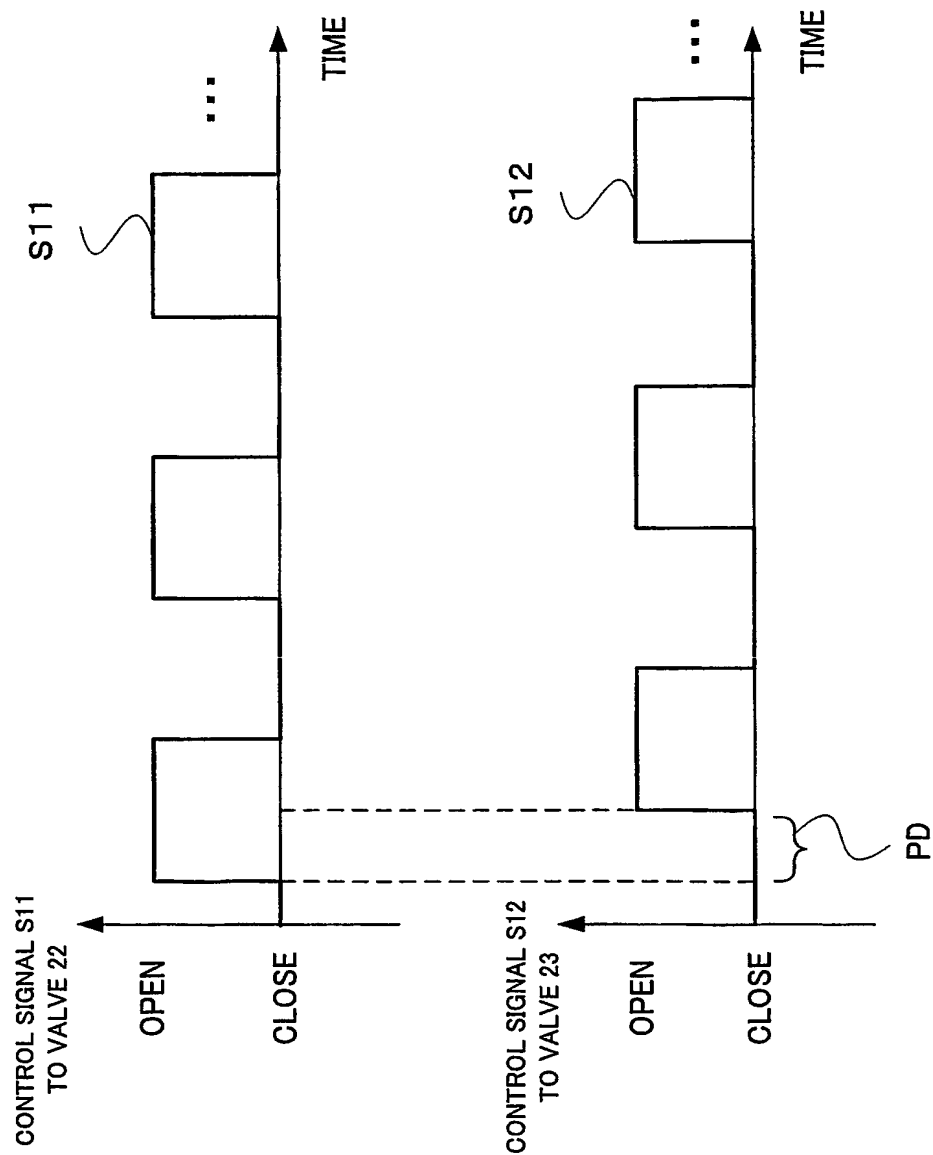 CONTROL SIGNAL S11
TO VALVE 22
OPEN
CLOSE
S11
...
TIME
CONTROL SIGNAL S12
TO VALVE 23
OPEN
CLOSE
S12
...
TIME
PD